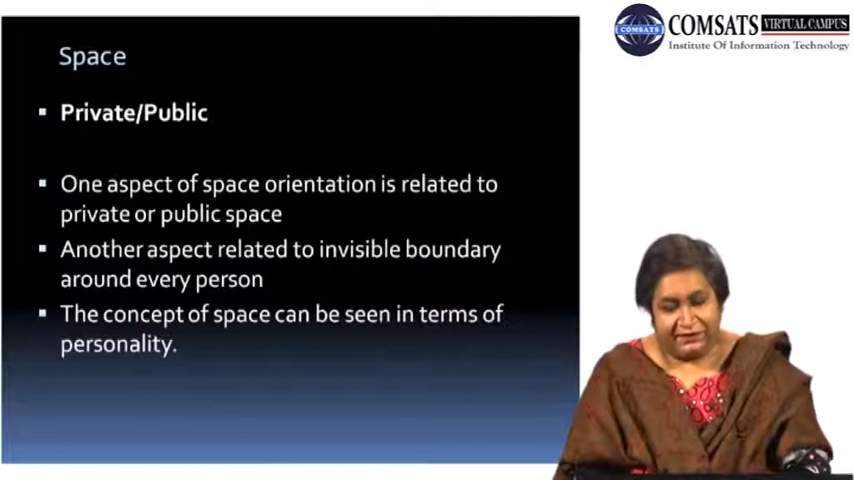 Space
COMSATS VIRTUAL CAMPUS
COMSATS
Institute Of Information Technology
Private/Public
One aspect of space orientation is related to
private or public space
Another aspect related to invisible boundary
around every person
The concept of space can be seen in terms of
personality.